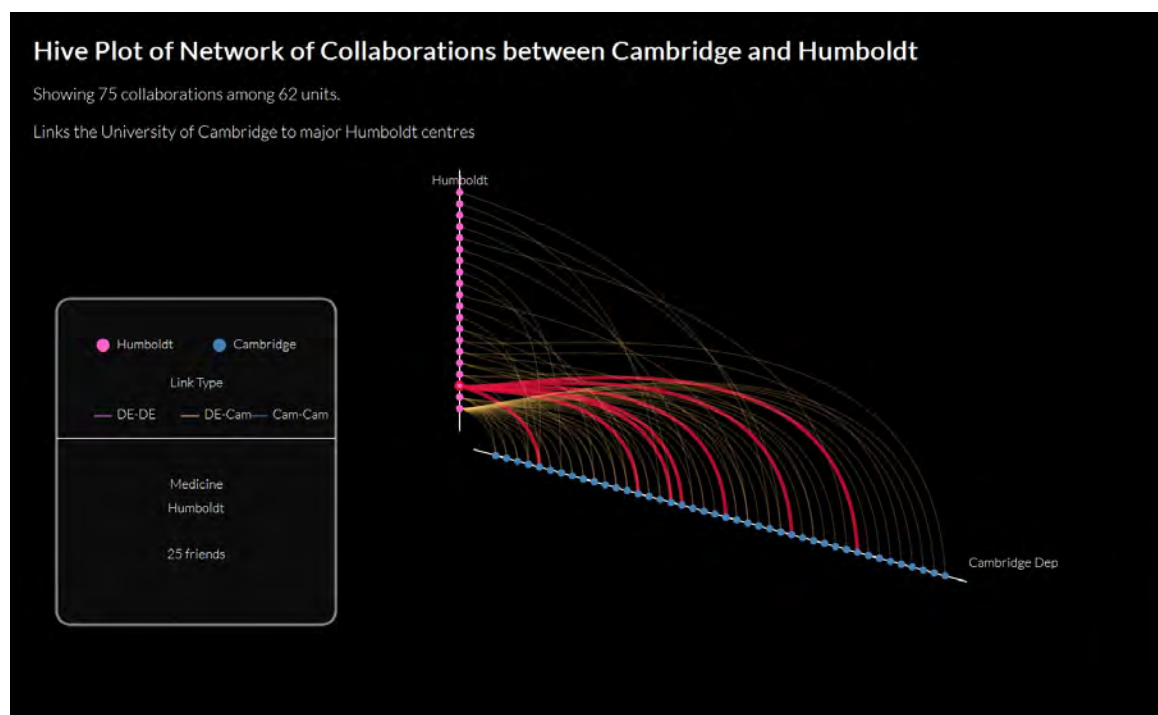 Hive Plot of Network of Collaborations between Cambridge and Humboldt
Showing 75 collaborations among 62 units.
Links the University of Cambridge to major Humboldt centres
Humboldt
Humboldt Cambridge
Link Type
DE-DE DE-Cam Cam-Cam
Medicine
Humboldt
25 friends
Cambridge Dep